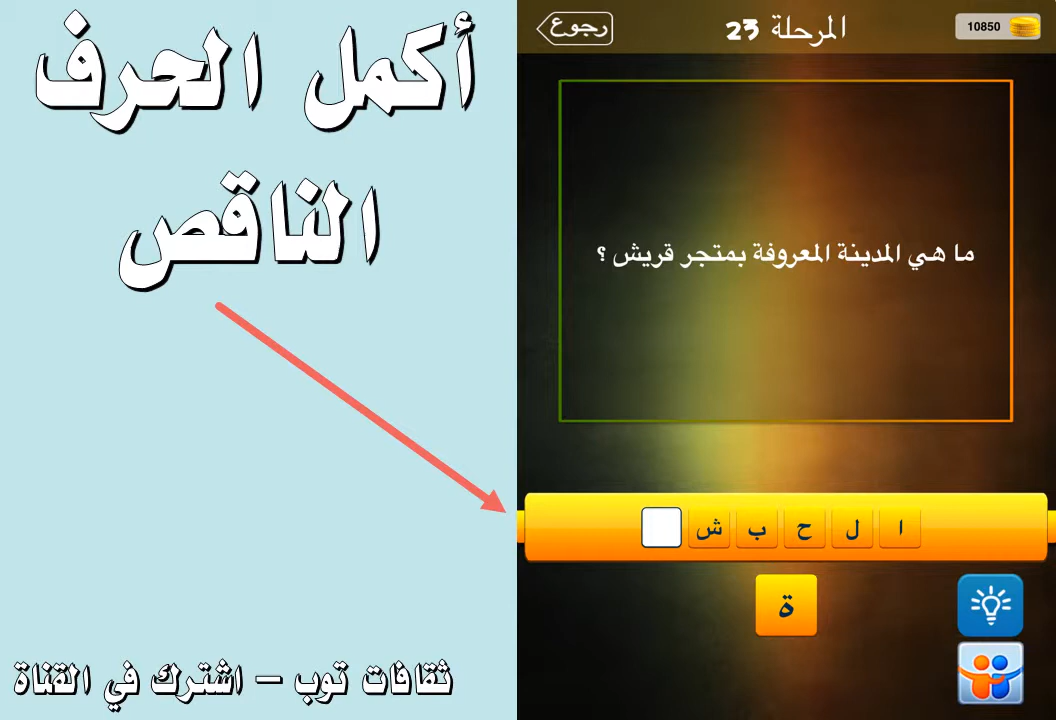 أكمل الحرف
الناقص
ثقافات توب – اشترك في القناة
رجوع
المرحلة 23
10850
ما هي المدينة المعروفة بمتجر قريش ؟
ا ل ح ب ش
ة